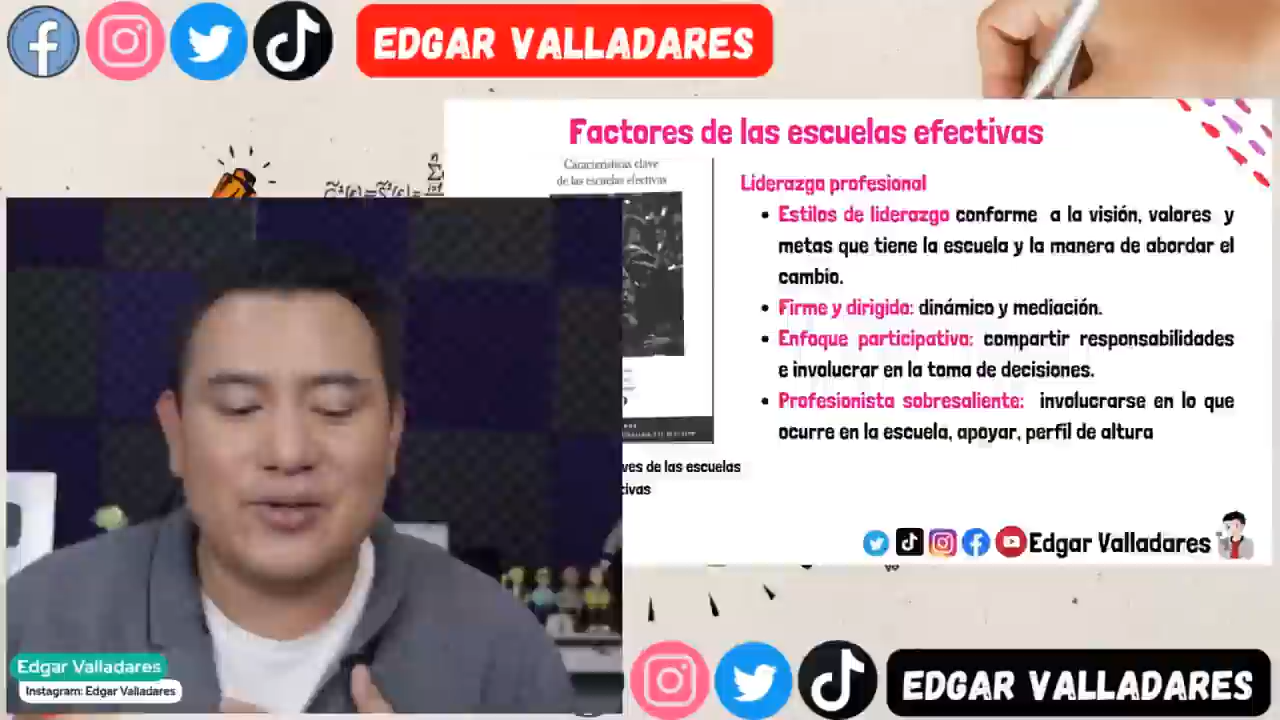 EDGAR VALLADARES
Factores de las escuelas efectivas
Características clave
de las escuelas efectivas
Liderazgo profesional
Estilos de liderazgo conforme a la visión, valores y
metas que tiene la escuela y la manera de abordar el
cambio.
Firme y dirigido: dinámico y mediación.
Enfoque participativo: compartir responsabilidades
e involucrar en la toma de decisiones.
Profesionista sobresaliente: involucrarse en lo que
ocurre en la escuela, apoyar, perfil de altura
ves de las escuelas
tivas
Edgar Valladares
Edgar Valladares
Instagram: Edgar Valladares
EDGAR VALLADARES